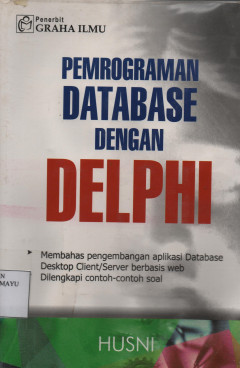 Penerbit
GRAHA ILMU
PEMROGRAMAN
DATABASE
DENGAN
DELPHI
Membahas pengembangan aplikasi Database
Desktop Client/Server berbasis web
Dilengkapi contoh-contoh soal
HUSNI